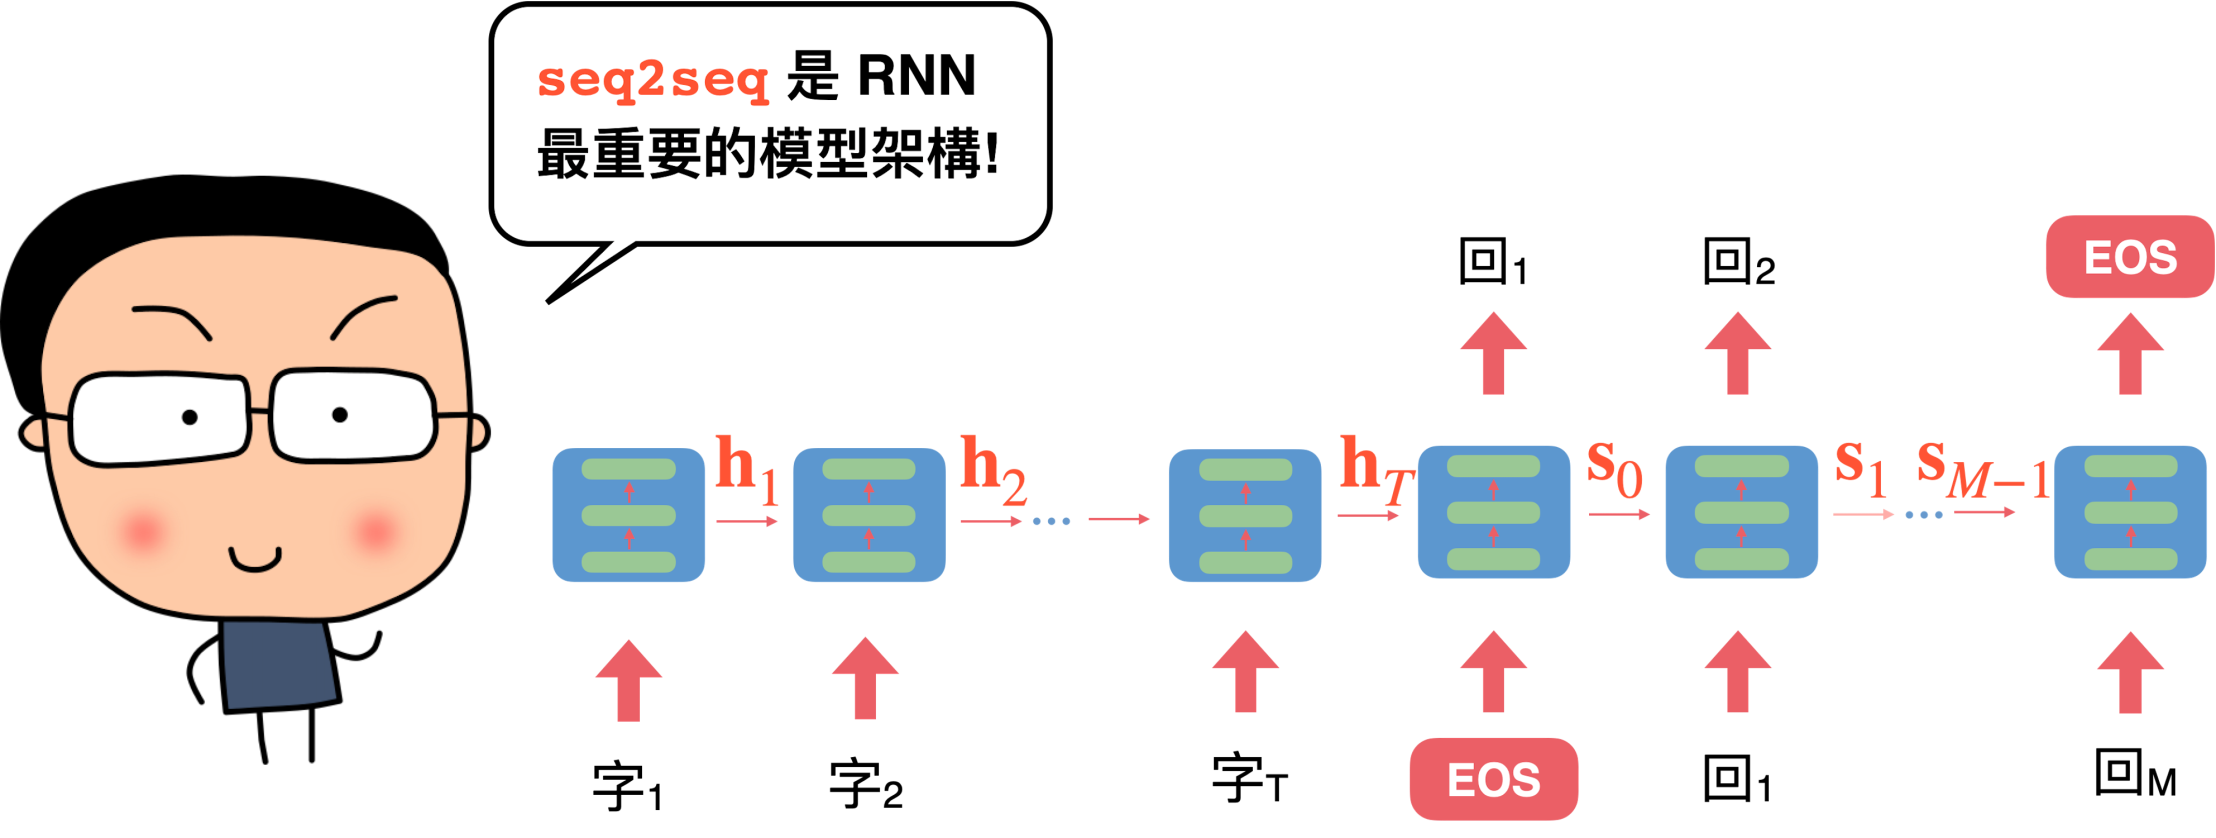 seq2seq 是 RNN
最重要的模型架構!
回1 回2 EOS
h1 h2 hT s0 s1 sM−1
字1 字2 字T EOS 回1 回M